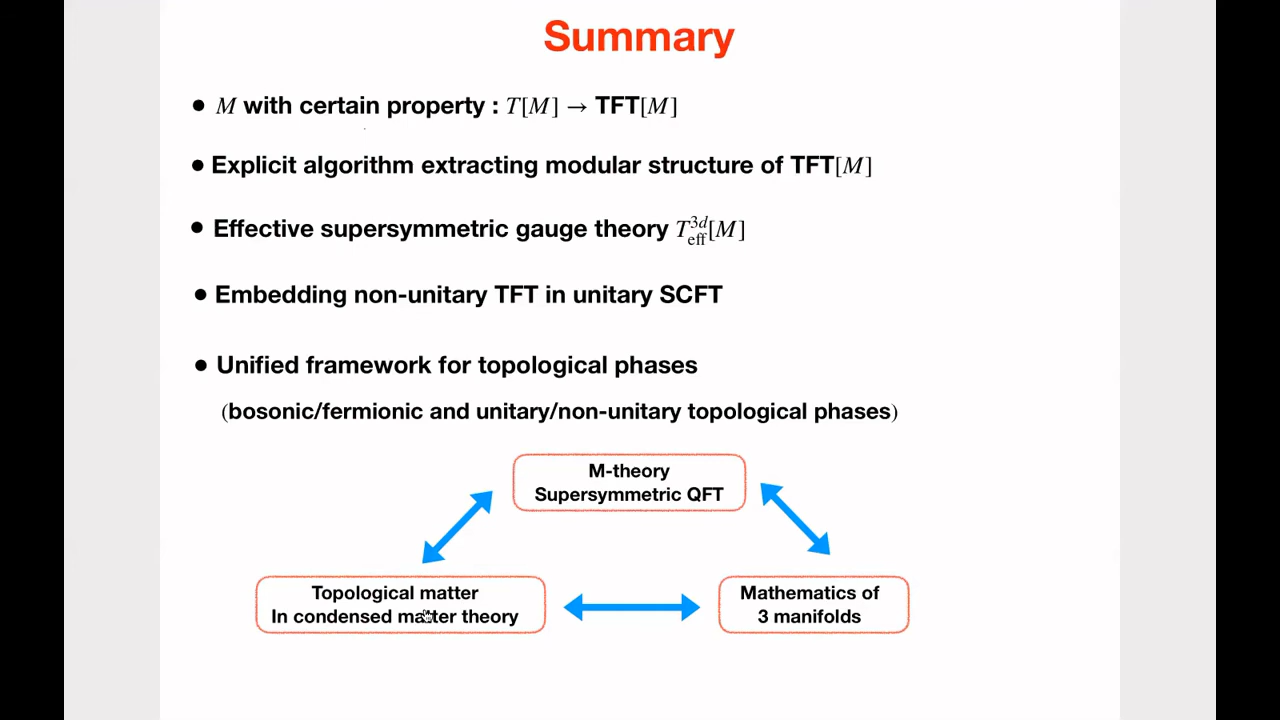 Summary
● M with certain property : T[M] → TFT[M]
● Explicit algorithm extracting modular structure of TFT[M]
● Effective supersymmetric gauge theory T^{3d}_{eff}[M]
● Embedding non-unitary TFT in unitary SCFT
● Unified framework for topological phases
(bosonic/fermionic and unitary/non-unitary topological phases)
M-theory
Supersymmetric QFT
Topological matter
In condensed matter theory
Mathematics of
3 manifolds